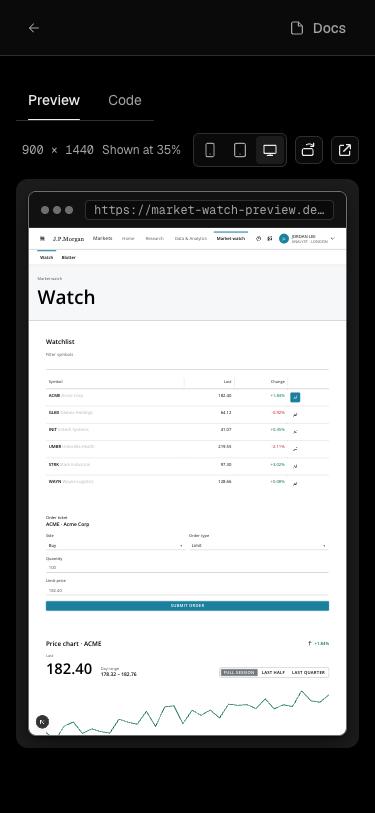 Docs
Preview
Code
900 × 1440 Shown at 35%
https://market-watch-preview.de…
J.P.Morgan Markets Home Research Data & Analytics Market watch
JORDAN LEE
ANALYST · LONDON
Watch Blotter
Market watch
Watch
Watchlist
Filter symbols
Symbol Last Change
ACME Acme Corp 182.40 +1.84%
GLBX Globex Holdings 64.12 -0.92%
INIT Initech Systems 41.07 +0.45%
UMBR Umbrella Health 219.55 -2.11%
STRK Stark Industrial 97.30 +3.02%
WAYN Wayne Logistics 128.66 +0.08%
Order ticket
ACME · Acme Corp
Side Order type
Buy Limit
Quantity
100
Limit price
182.40
SUBMIT ORDER
Price chart · ACME
+1.84%
Last
182.40
Day range
178.32 – 182.76
FULL SESSION LAST HALF LAST QUARTER